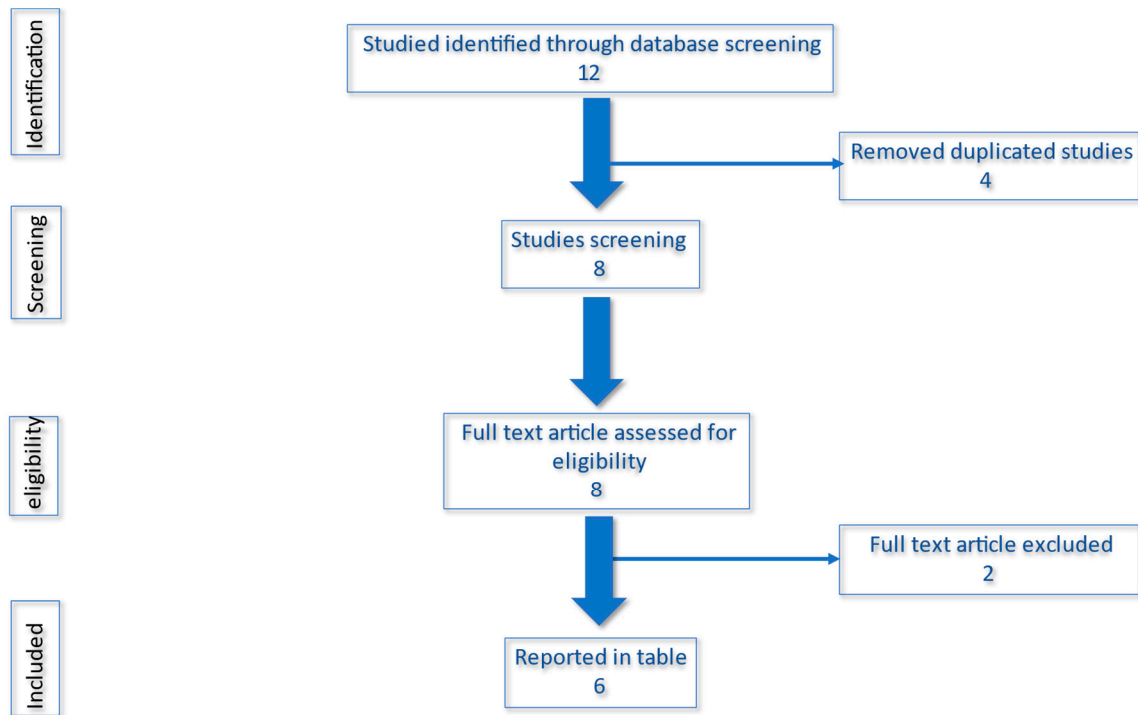 Identification
Studied identified through database screening
12
Removed duplicated studies
4
Screening
Studies screening
8
eligibility
Full text article assessed for
eligibility
8
Full text article excluded
2
Included
Reported in table
6